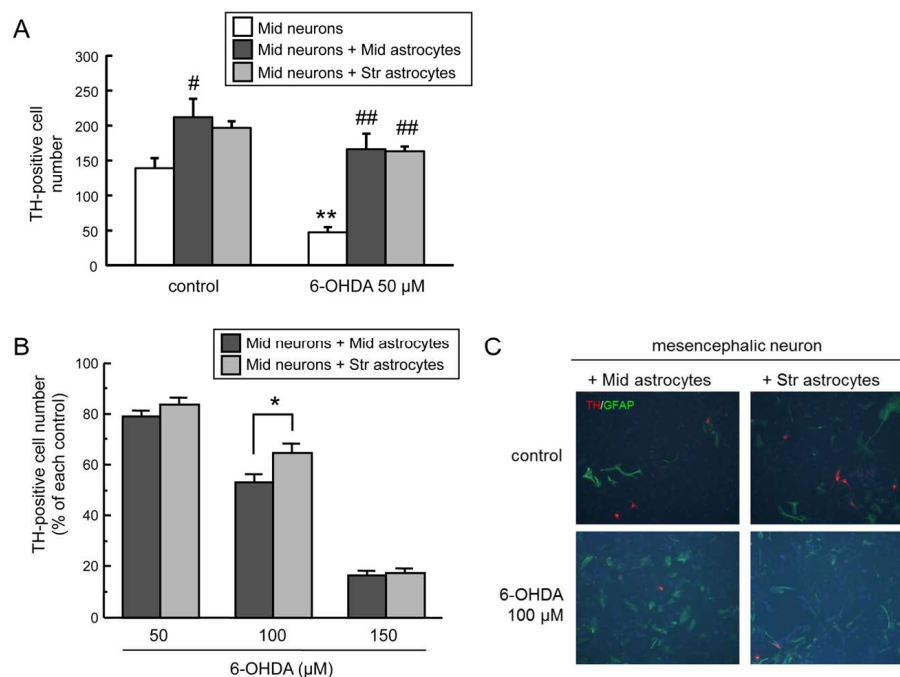 A
Mid neurons
Mid neurons + Mid astrocytes
Mid neurons + Str astrocytes
TH-positive cell
number
300
250
200
150
100
50
0
#
**
##
##
control
6-OHDA 50 µM
B
Mid neurons + Mid astrocytes
Mid neurons + Str astrocytes
TH-positive cell number
(% of each control)
100
80
60
40
20
0
*
50
100
150
6-OHDA (µM)
C
mesencephalic neuron
+ Mid astrocytes
+ Str astrocytes
TH/GFAP
control
6-OHDA
100 µM